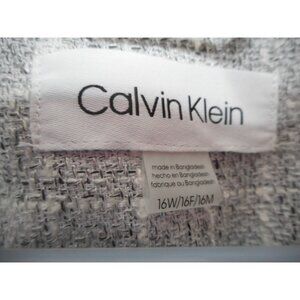 Calvin Klein
made in Bangladesh
hecho en Bangladesh
fabriqué au Bangladesh
16W/16F/16M